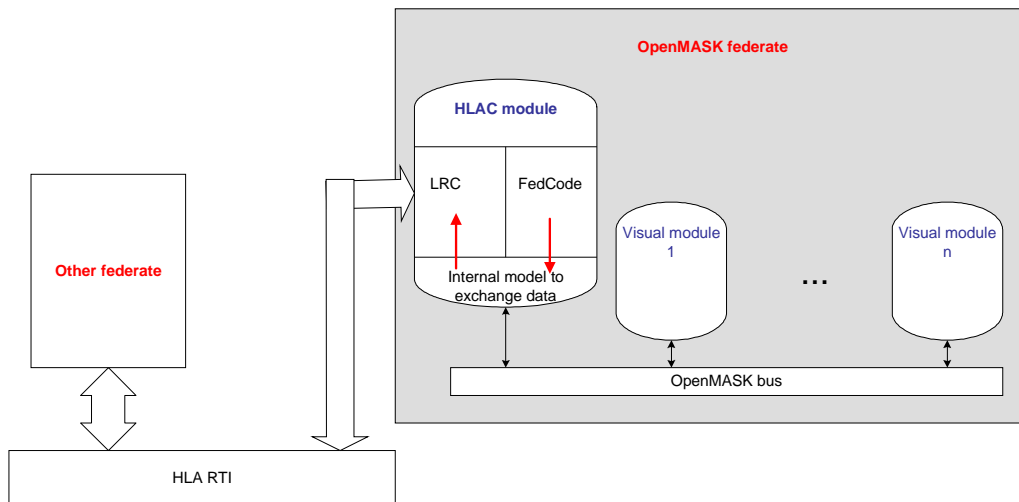 OpenMASK federate
HLAC module
LRC
FedCode
Internal model to
exchange data
Visual module
1
...
Visual module
n
OpenMASK bus
Other federate
HLA RTI